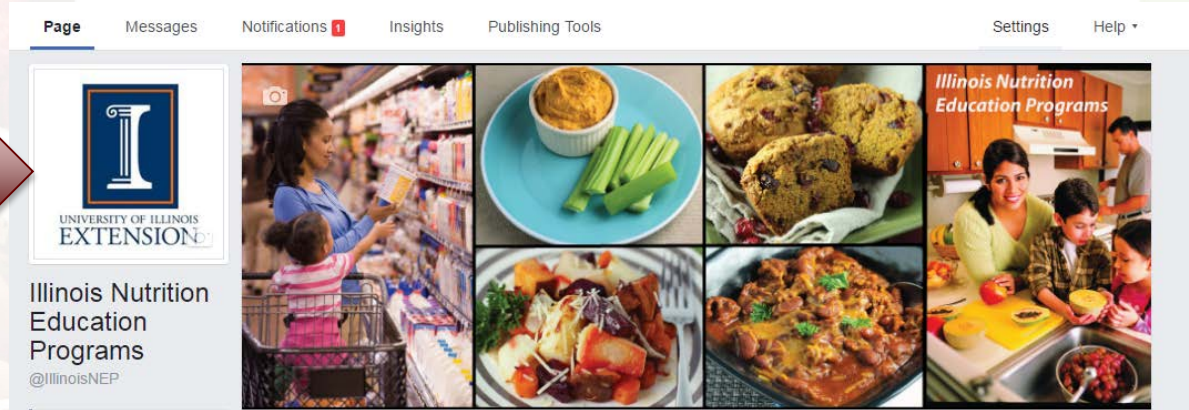 Page Messages Notifications 1 Insights Publishing Tools Settings Help
Illinois Nutrition
Education Programs
UNIVERSITY OF ILLINOIS
EXTENSION
Illinois Nutrition
Education
Programs
@IllinoisNEP